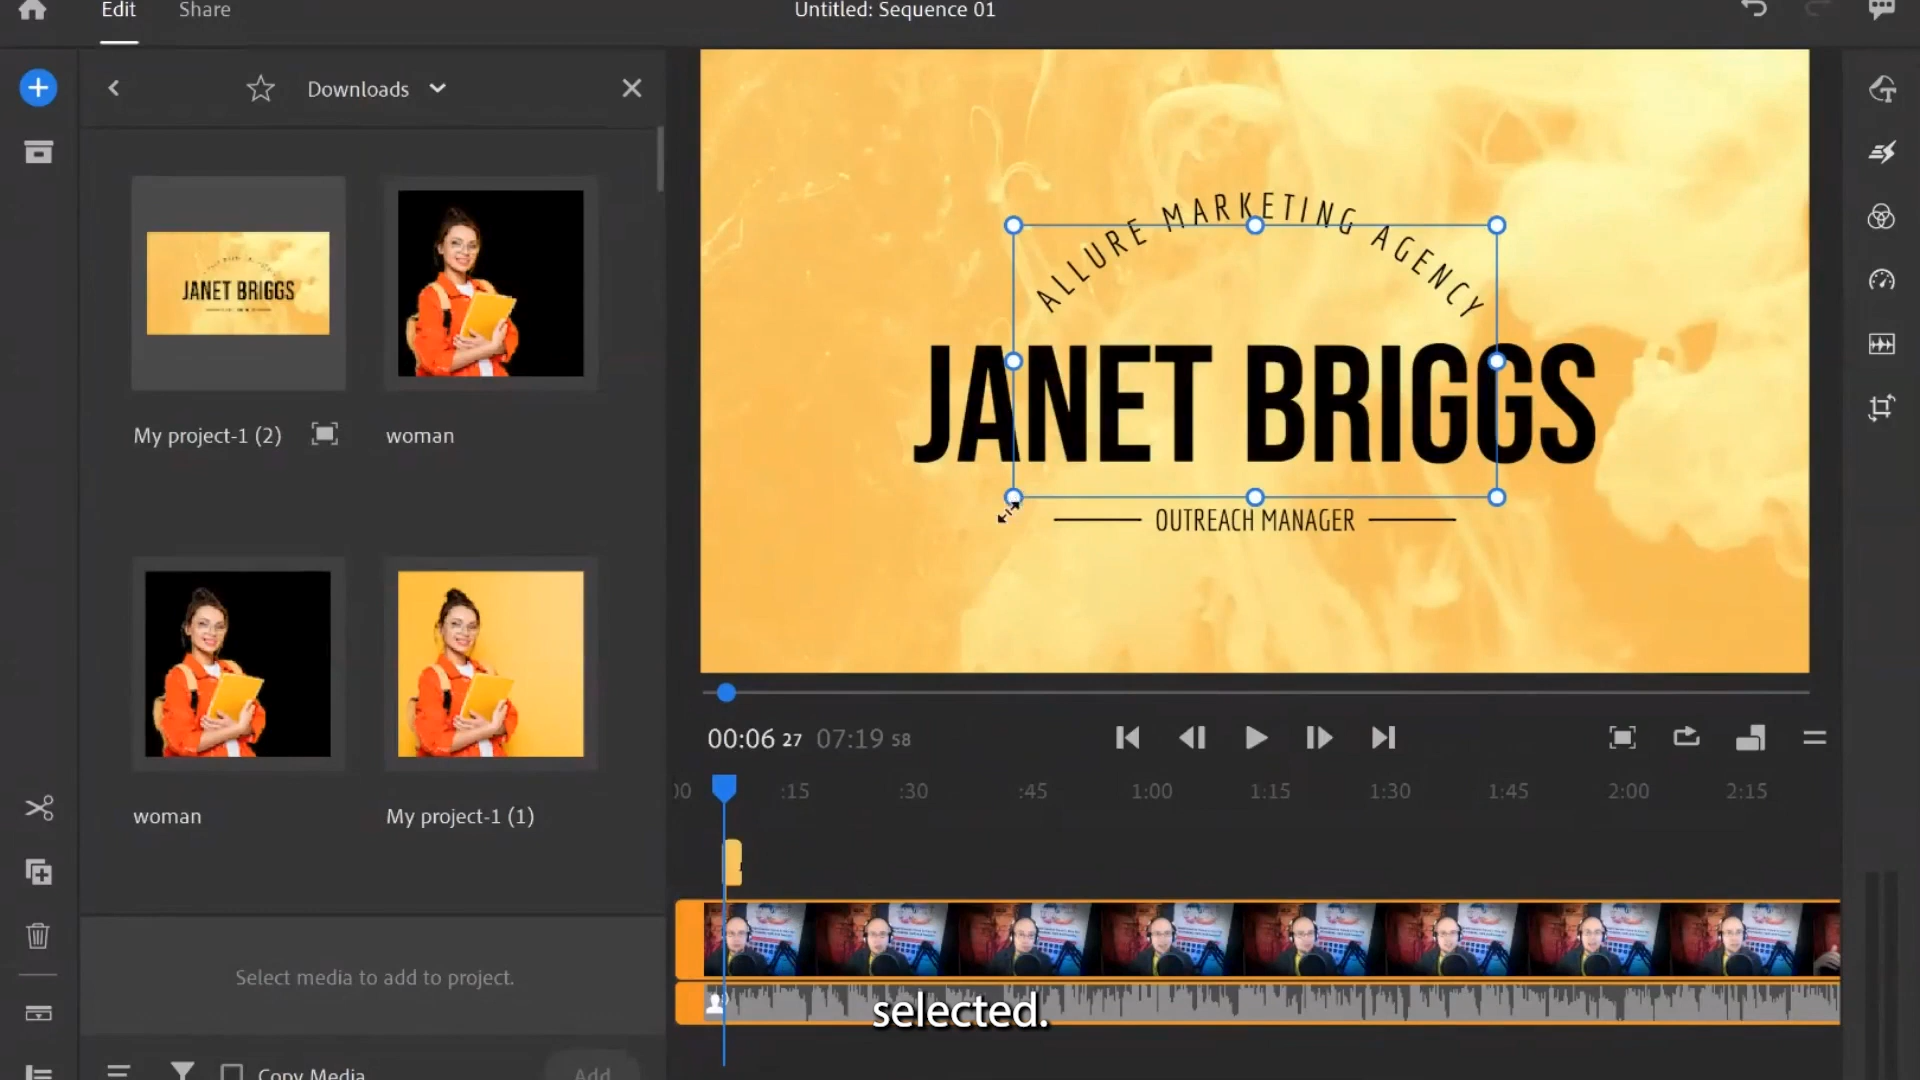 Edit
Share
Untitled: Sequence 01
Downloads
JANET BRIGGS
My project-1 (2)
woman
woman
My project-1 (1)
Select media to add to project.
Copy Media
Add
ALLURE MARKETING AGENCY
JANET BRIGGS
OUTREACH MANAGER
00:06 27 07:19 58
00 :15 :30 :45 1:00 1:15 1:30 1:45 2:00 2:15
selected.